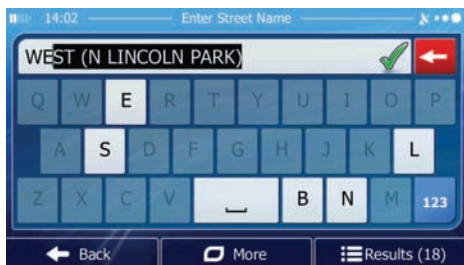 14:02 Enter Street Name
WEST (N LINCOLN PARK)
Q W E R T Y U I O P
A S D F G H J K L
Z X C V B N M 123
Back More Results (18)